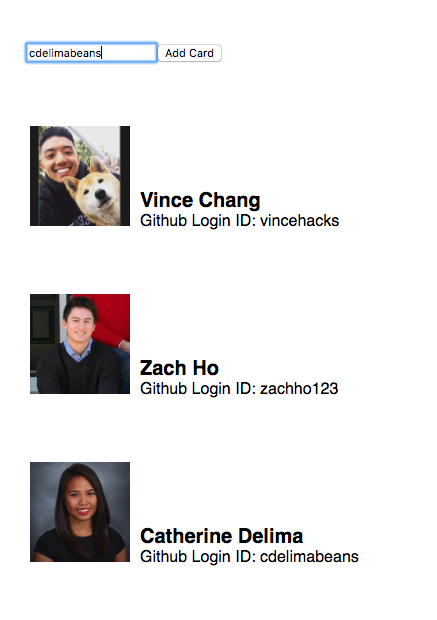 cdelimabeans Add Card
Vince Chang
Github Login ID: vincehacks
Zach Ho
Github Login ID: zachho123
Catherine Delima
Github Login ID: cdelimabeans